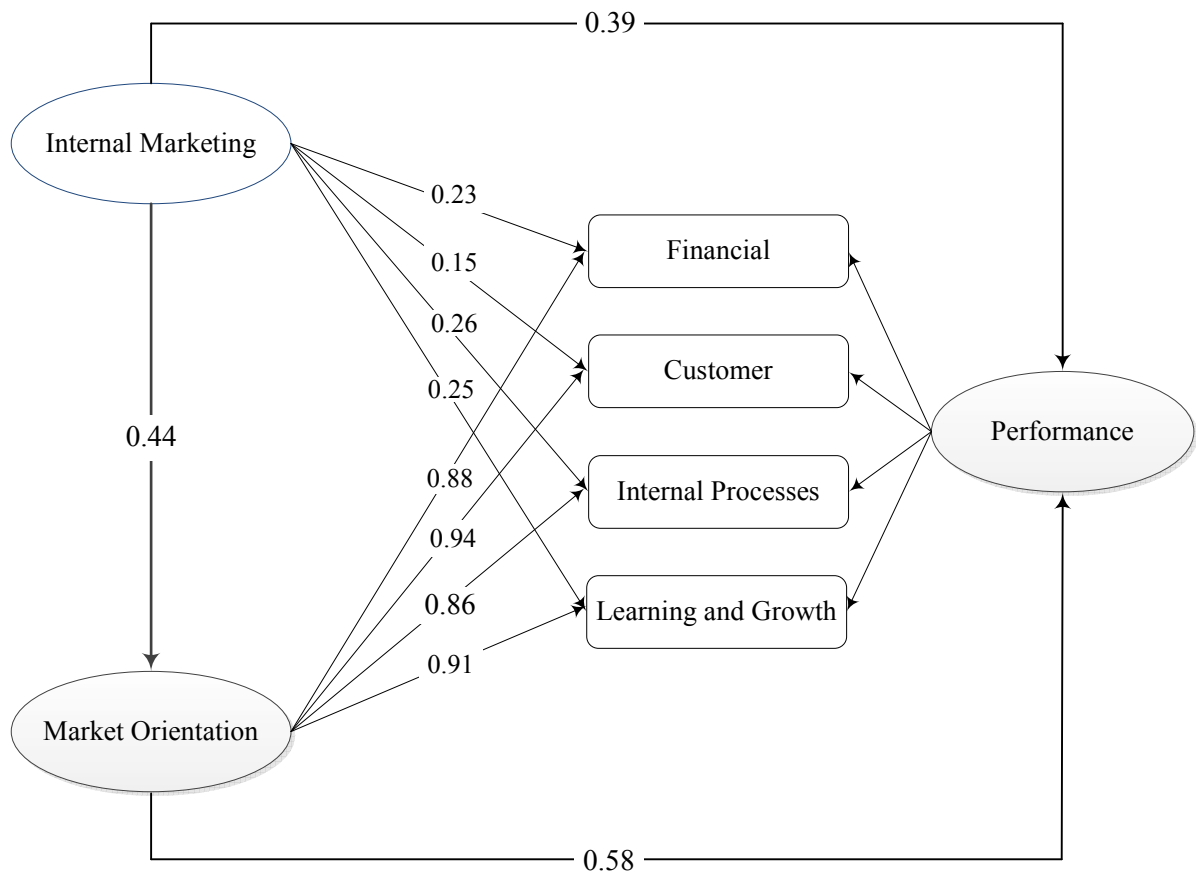 0.39
Internal Marketing
0.23
Financial
0.15
0.26
Customer
0.25
0.44
Performance
0.88
Internal Processes
0.94
0.86
Learning and Growth
0.91
Market Orientation
0.58